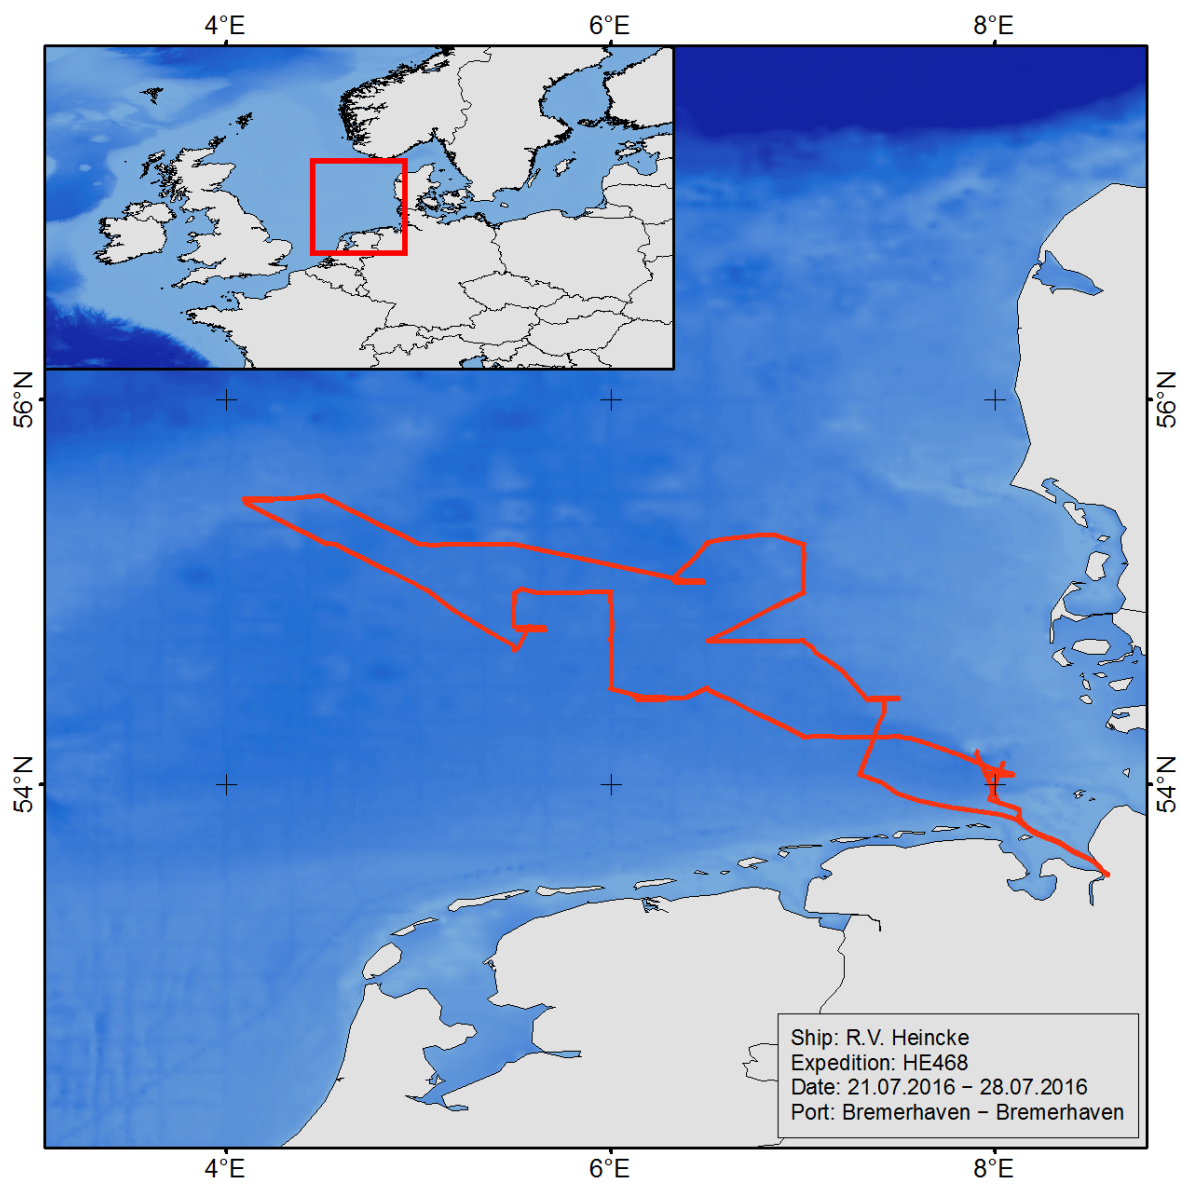 4°E 6°E 8°E
56°N 56°N
54°N 54°N
Ship: R.V. Heincke
Expedition: HE468
Date: 21.07.2016 − 28.07.2016
Port: Bremerhaven − Bremerhaven
4°E 6°E 8°E